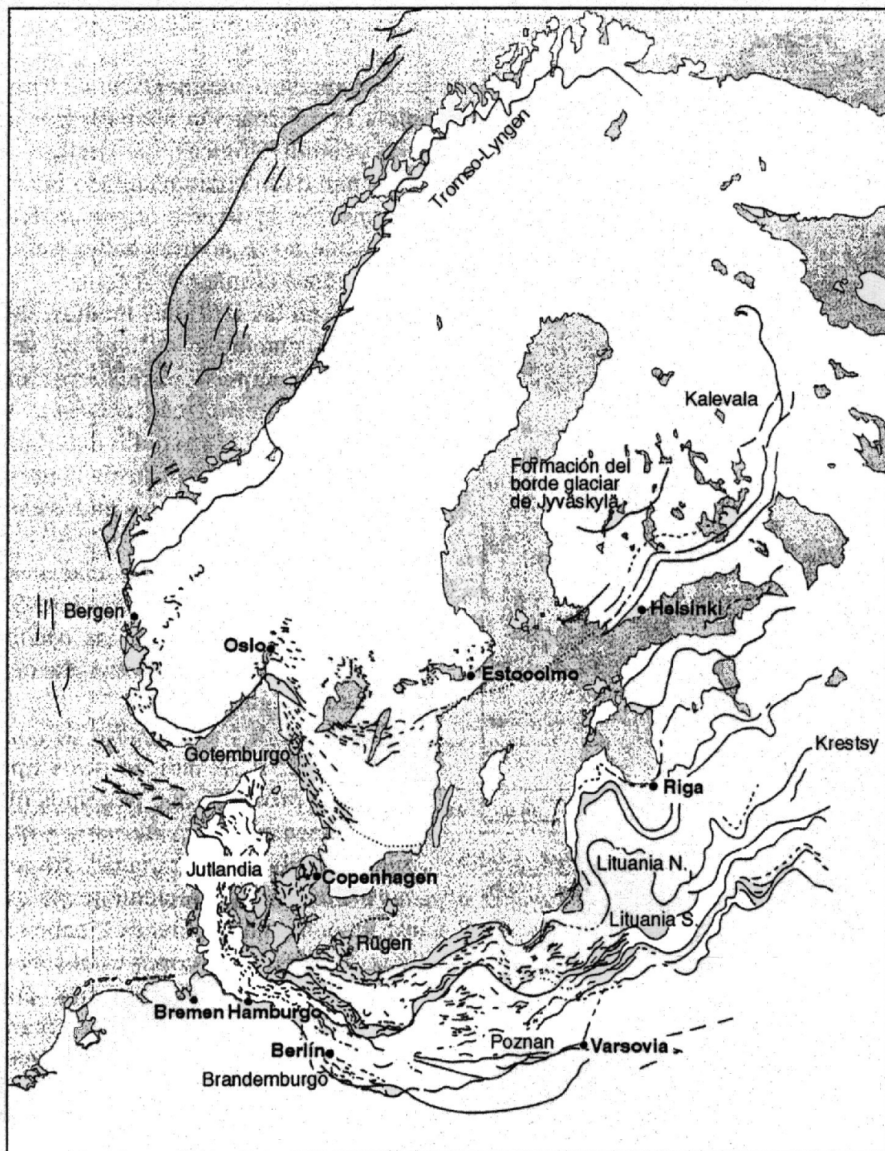 Tromso-Lyngen
Kalevala
Formación del
borde glaciar
de Jyväskylä
Bergen
Helsinki
Oslo
Estooolmo
Gotemburgo
Krestsy
Riga
Jutlandia
Copenhagen
Lituania N.
Lituania S.
Rügen
Bremen
Hamburgo
Poznan
Varsovia
Berlín
Brandemburgo